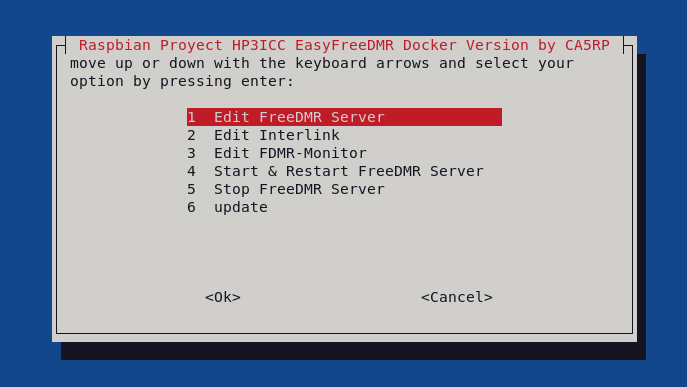 Raspbian Proyect HP3ICC EasyFreeDMR Docker Version by CA5RP
move up or down with the keyboard arrows and select your
option by pressing enter:
1 Edit FreeDMR Server
2 Edit Interlink
3 Edit FDMR-Monitor
4 Start & Restart FreeDMR Server
5 Stop FreeDMR Server
6 update
<Ok> <Cancel>